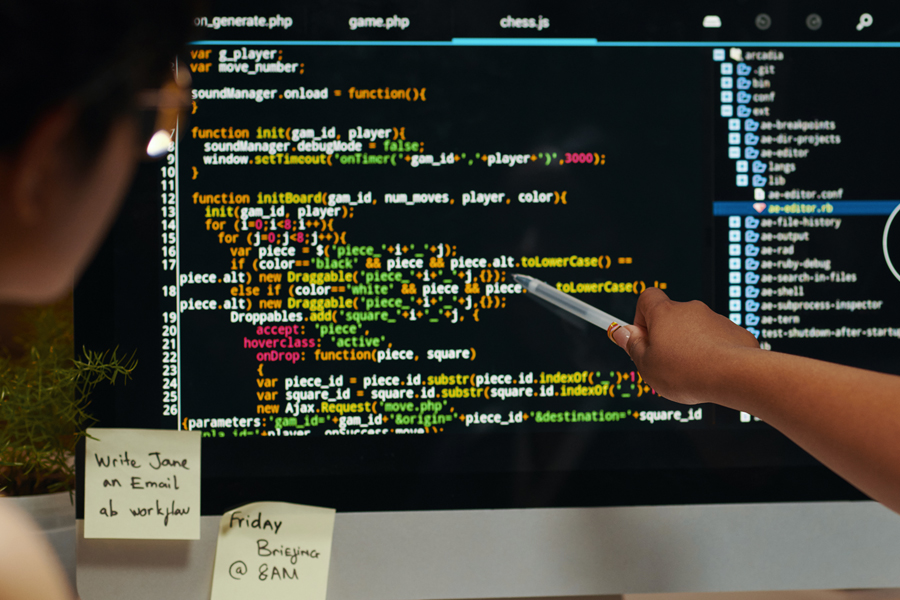 on_generate.php
game.php
chess.js
var g_player;
var move_number;
soundManager.onload = function(){
}
function init(gam_id, player){
8 soundManager.debugMode = false;
9 window.setTimeout('onTimer('+gam_id+','+player+')',3000);
10 }
11
12 function initBoard(gam_id, num_moves, player, color){
13 init(gam_id, player);
14 for (i=0;i<8;i++){
15 for (j=0;j<8;j++){
16 var piece = $('piece_'+i+'_'+j);
17 if (color=='black' && piece && piece.alt.toLowerCase() ==
piece.alt) new Draggable('piece_'+i+'_'+j,{});
18 else if (color=='white' && piece && piece. toLowerCase() !=
piece.alt) new Draggable('piece_'+i+'_'+j,{});
19 Droppables.add('square_'+i+'_'+j, {
20 accept: 'piece',
21 hoverclass: 'active',
22 onDrop: function(piece, square)
23 {
24 var piece_id = piece.id.substr(piece.id.indexOf('_')+1
25 var square_id = square.id.substr(square.id.indexOf('_')+
26 new Ajax.Request('move.php',
{parameters:'gam_id='+gam_id+'&origin='+piece_id+'&destination='+square_id
player, onSuccess:move
arcadia
.git
bin
conf
ext
ae-breakpoints
ae-dir-projects
ae-editor
langs
lib
ae-editor.conf
ae-editor.rb
ae-file-history
ae-output
ae-rad
ae-ruby-debug
ae-search-in-files
ae-shell
ae-subprocess-inspector
ae-term
test-shutdown-after-startup
Write Jane
an Email
ab workflow
Friday
Briefing
@ 8AM